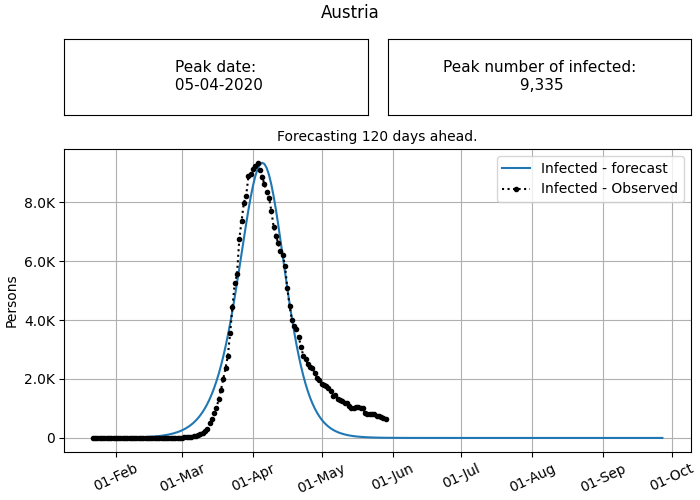 Austria
Peak date:
05-04-2020
Peak number of infected:
9,335
Forecasting 120 days ahead.
Infected - forecast
Infected - Observed
8.0K
6.0K
4.0K
2.0K
0
Persons
01-Feb
01-Mar
01-Apr
01-May
01-Jun
01-Jul
01-Aug
01-Sep
01-Oct